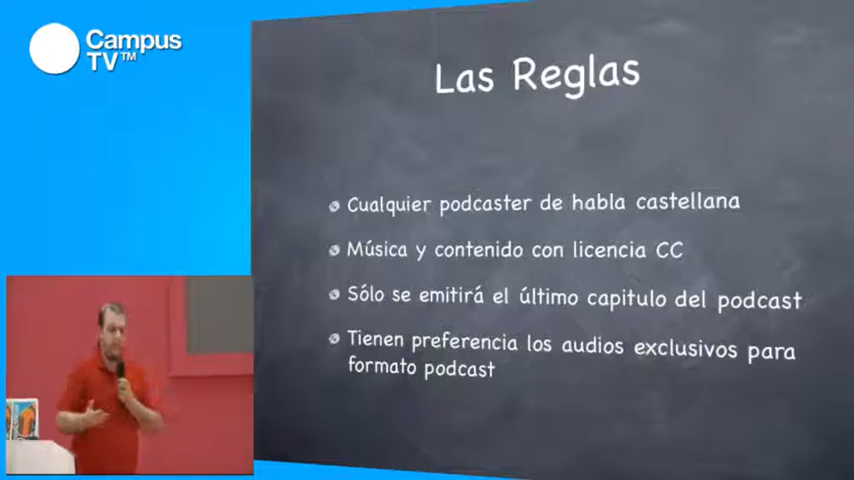 Campus
TV™
Las Reglas
Cualquier podcaster de habla castellana
Música y contenido con licencia CC
Sólo se emitirá el último capitulo del podcast
Tienen preferencia los audios exclusivos para
formato podcast